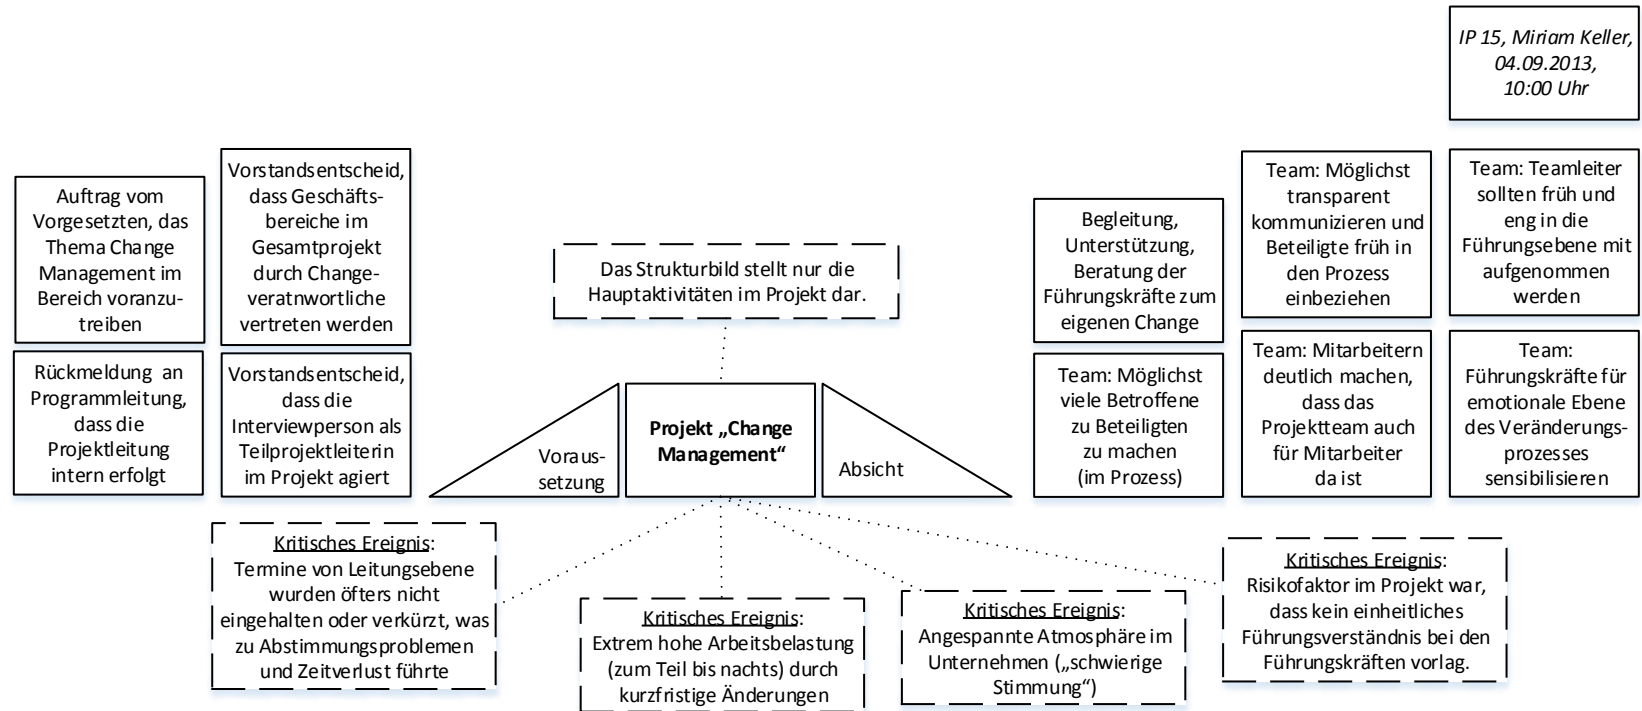 IP 15, Miriam Keller,
04.09.2013,
10:00 Uhr
Auftrag vom
Vorgesetzten, das
Thema Change
Management im
Bereich voranzu-
treiben
Vorstandsentscheid,
dass Geschäfts-
bereiche im
Gesamtprojekt
durch Change-
veratnwortliche
vertreten werden
Das Strukturbild stellt nur die
Hauptaktivitäten im Projekt dar.
Begleitung,
Unterstützung,
Beratung der
Führungskräfte zum
eigenen Change
Team: Möglichst
transparent
kommunizieren und
Beteiligte früh in
den Prozess
einbeziehen
Team: Teamleiter
sollten früh und
eng in die
Führungsebene mit
aufgenommen
werden
Rückmeldung an
Programmleitung,
dass die
Projektleitung
intern erfolgt
Vorstandsentscheid,
dass die
Interviewperson als
Teilprojektleiterin
im Projekt agiert
Voraus-
setzung
Projekt „Change
Management“
Absicht
Team: Möglichst
viele Betroffene
zu Beteiligten
zu machen
(im Prozess)
Team: Mitarbeitern
deutlich machen,
dass das
Projektteam auch
für Mitarbeiter
da ist
Team:
Führungskräfte für
emotionale Ebene
des Veränderungs-
prozesses
sensibilisieren
Kritisches Ereignis:
Termine von Leitungsebene
wurden öfters nicht
eingehalten oder verkürzt, was
zu Abstimmungsproblemen
und Zeitverlust führte
Kritisches Ereignis:
Extrem hohe Arbeitsbelastung
(zum Teil bis nachts) durch
kurzfristige Änderungen
Kritisches Ereignis:
Angespannte Atmosphäre im
Unternehmen („schwierige
Stimmung“)
Kritisches Ereignis:
Risikofaktor im Projekt war,
dass kein einheitliches
Führungsverständnis bei den
Führungskräften vorlag.